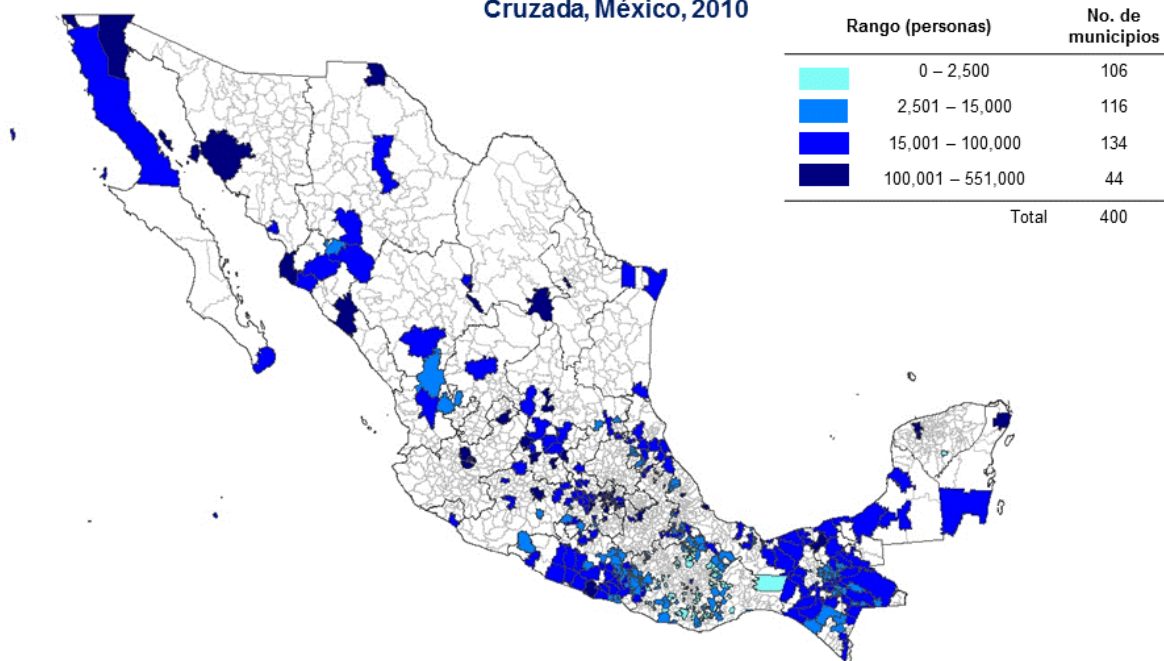 Cruzada, México, 2010
Rango (personas) No. de municipios
0 – 2,500 106
2,501 – 15,000 116
15,001 – 100,000 134
100,001 – 551,000 44
Total 400